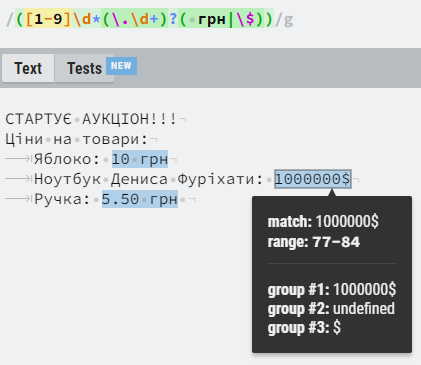 /([1-9]\d*(\.\d+)?( грн|\$))/g
Text
Tests
NEW
СТАРТУЄ АУКЦІОН!!!
Ціни на товари:
Яблоко: 10 грн
Ноутбук Дениса Фуріхати: 1000000$
Ручка: 5.50 грн
match: 1000000$
range: 77-84
group #1: 1000000$
group #2: undefined
group #3: $